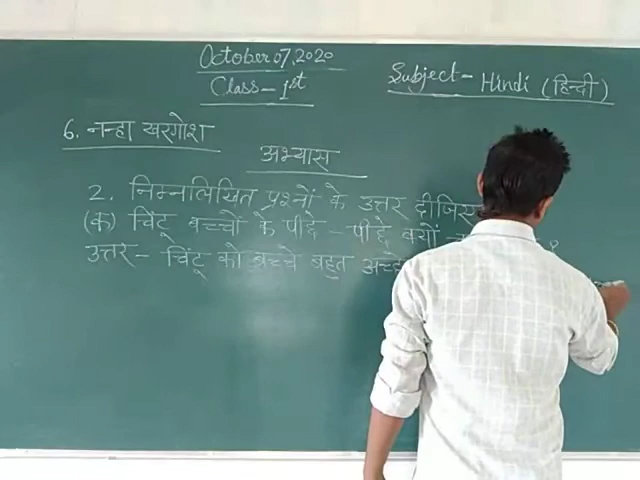 October 07, 2020
Class - 1st
Subject - Hindi (हिन्दी)
6. नन्हा खरगोश
अभ्यास
2. निम्नलिखित प्रश्नों के उत्तर दीजिए
(क) चिंटू बच्चों के पीछे - पीछे क्यों
उत्तर - चिंटू को बच्चे बहुत अच्छे